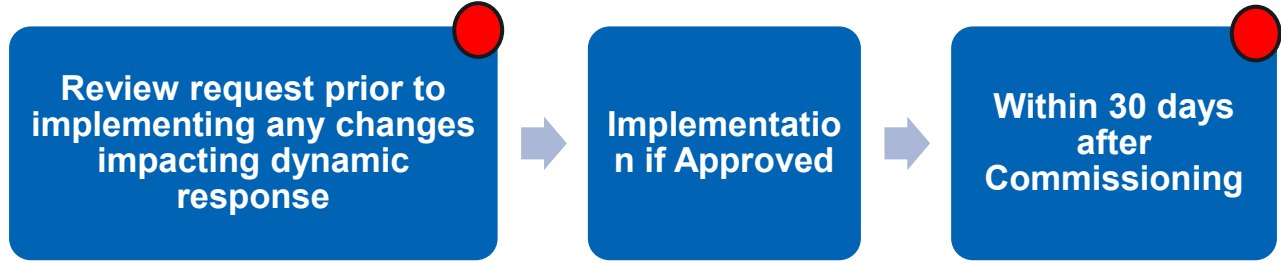 Review request prior to
implementing any changes
impacting dynamic
response
Implementatio
n if Approved
Within 30 days
after
Commissioning